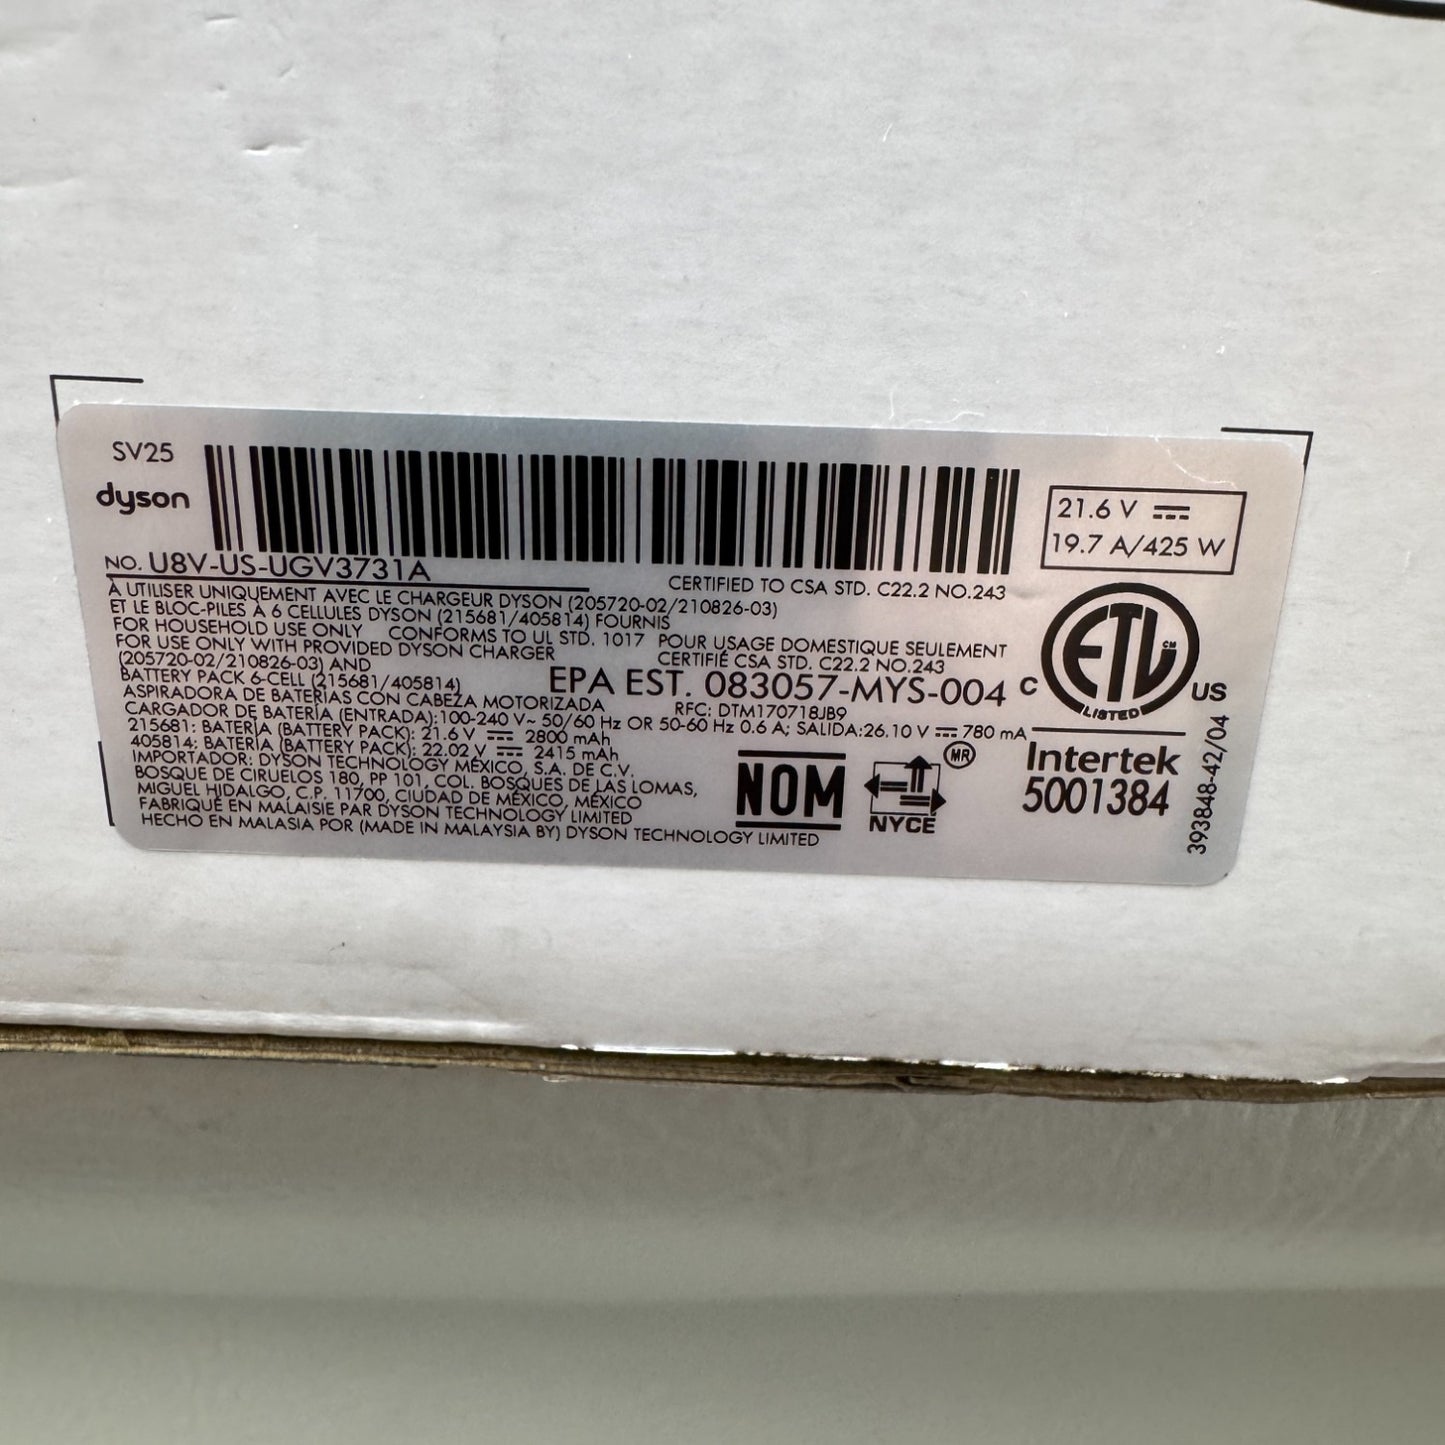 SV25
dyson
21.6 V
19.7 A/425 W
NO. U8V-US-UGV3731A
CERTIFIED TO CSA STD. C22.2 NO.243
À UTILISER UNIQUEMENT AVEC LE CHARGEUR DYSON (205720-02/210826-03)
ET LE BLOC-PILES À 6 CELLULES DYSON (215681/405814) FOURNIS
FOR HOUSEHOLD USE ONLY CONFORMS TO UL STD. 1017 POUR USAGE DOMESTIQUE SEULEMENT
FOR USE ONLY WITH PROVIDED DYSON CHARGER CERTIFIÉ CSA STD. C22.2 NO.243
(205720-02/210826-03) AND
BATTERY PACK 6-CELL (215681/405814) EPA EST. 083057-MYS-004
ASPIRADORA DE BATERÍAS CON CABEZA MOTORIZADA RFC: DTM170718JB9
CARGADOR DE BATERÍA (ENTRADA):100-240 V~ 50/60 Hz OR 50-60 Hz 0.6 A; SALIDA:26.10 V ⎓ 780 mA
215681: BATERÍA (BATTERY PACK): 21.6 V ⎓ 2800 mAh
405814: BATERÍA (BATTERY PACK): 22.02 V ⎓ 2415 mAh
IMPORTADOR: DYSON TECHNOLOGY MÉXICO, S.A. DE C.V.
BOSQUE DE CIRUELOS 180, PP 101, COL. BOSQUES DE LAS LOMAS,
MIGUEL HIDALGO, C.P. 11700, CIUDAD DE MÉXICO, MÉXICO
FABRIQUÉ EN MALAISIE PAR DYSON TECHNOLOGY LIMITED
HECHO EN MALASIA POR (MADE IN MALAYSIA BY) DYSON TECHNOLOGY LIMITED
NOM
MR
NYCE
C ETL CM US
LISTED
Intertek
5001384
393848-42/04